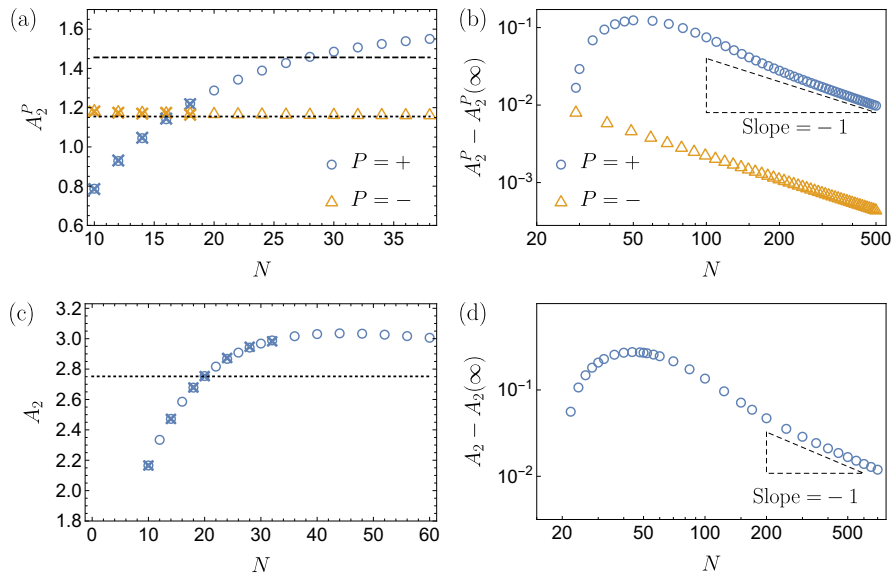 (a)
1.6
1.4
1.2
1.0
0.8
0.6
A_2^P
10 15 20 25 30 35
N
P = +
P = −
(b)
10^{-1}
10^{-2}
10^{-3}
A_2^P − A_2^P(∞)
20 50 100 200 500
N
Slope = − 1
P = +
P = −
(c)
3.2
3.0
2.8
2.6
2.4
2.2
2.0
1.8
A_2
0 10 20 30 40 50 60
N
(d)
10^{-1}
10^{-2}
A_2 − A_2(∞)
20 50 100 200 500
N
Slope = − 1